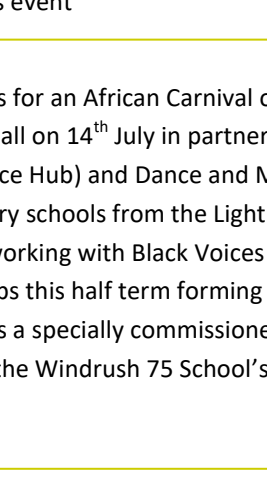 s event
s for an African Carnival
all on 14th July in partner
ce Hub) and Dance and M
ry schools from the Light
working with Black Voices
ps this half term forming
s a specially commissione
the Windrush 75 School's